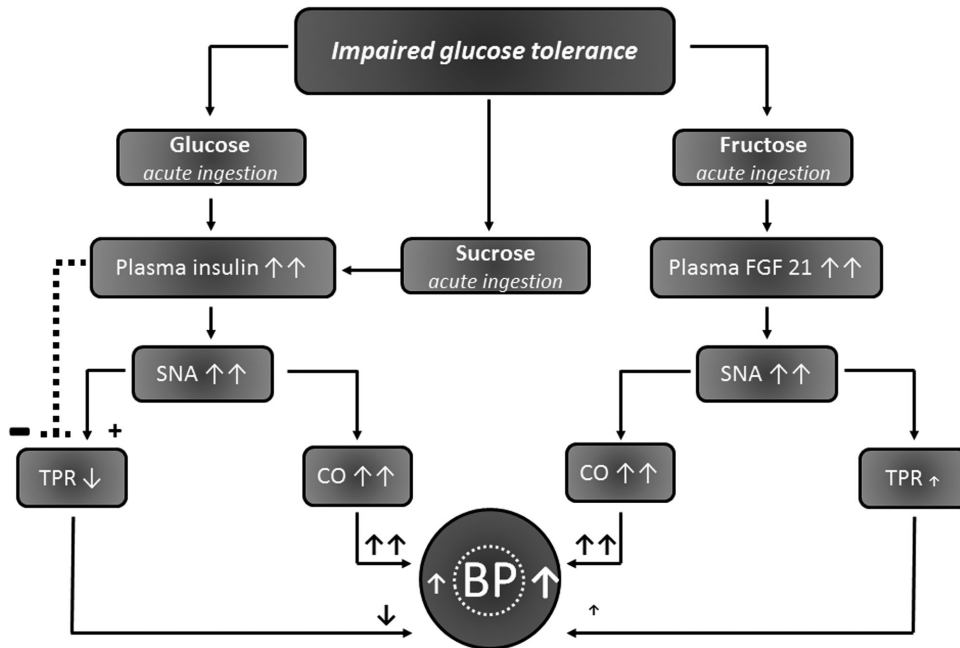 Impaired glucose tolerance
Glucose
acute ingestion
Fructose
acute ingestion
Plasma insulin ↑↑
Sucrose
acute ingestion
Plasma FGF 21 ↑↑
SNA ↑↑
SNA ↑↑
- +
TPR ↓
CO ↑↑
CO ↑↑
TPR ↑
↑↑
↑↑
↑ BP ↑
↓
↑